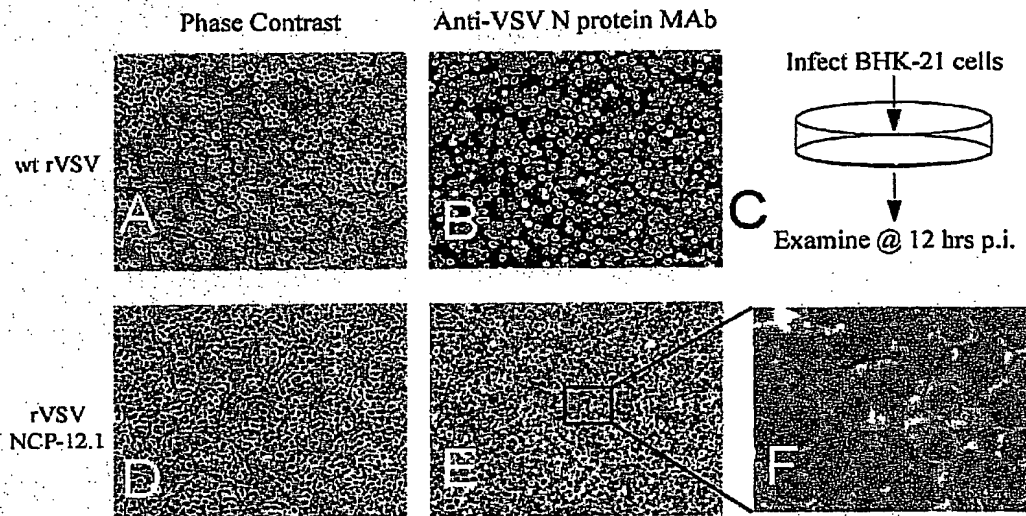 Phase Contrast
Anti-VSV N protein MAb
Infect BHK-21 cells
wt rVSV
A
B
C
Examine @ 12 hrs p.i.
rVSV
NCP-12.1
D
E
F